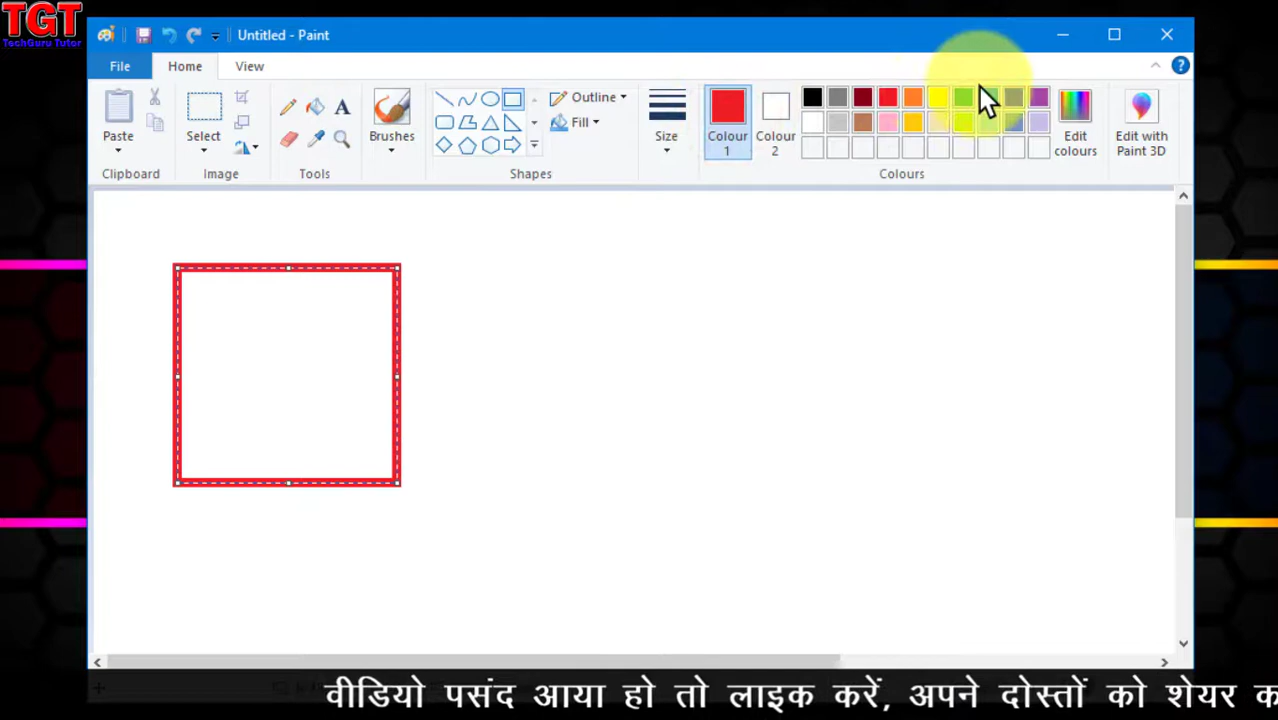 TGT
TechGuru Tutor
Untitled - Paint
File Home View
Paste
Select
Brushes
Outline
Fill
Size
Colour 1
Colour 2
Edit colours
Edit with Paint 3D
Clipboard Image Tools Shapes Colours
वीडियो पसंद आया हो तो लाइक करें, अपने दोस्तों को शेयर क